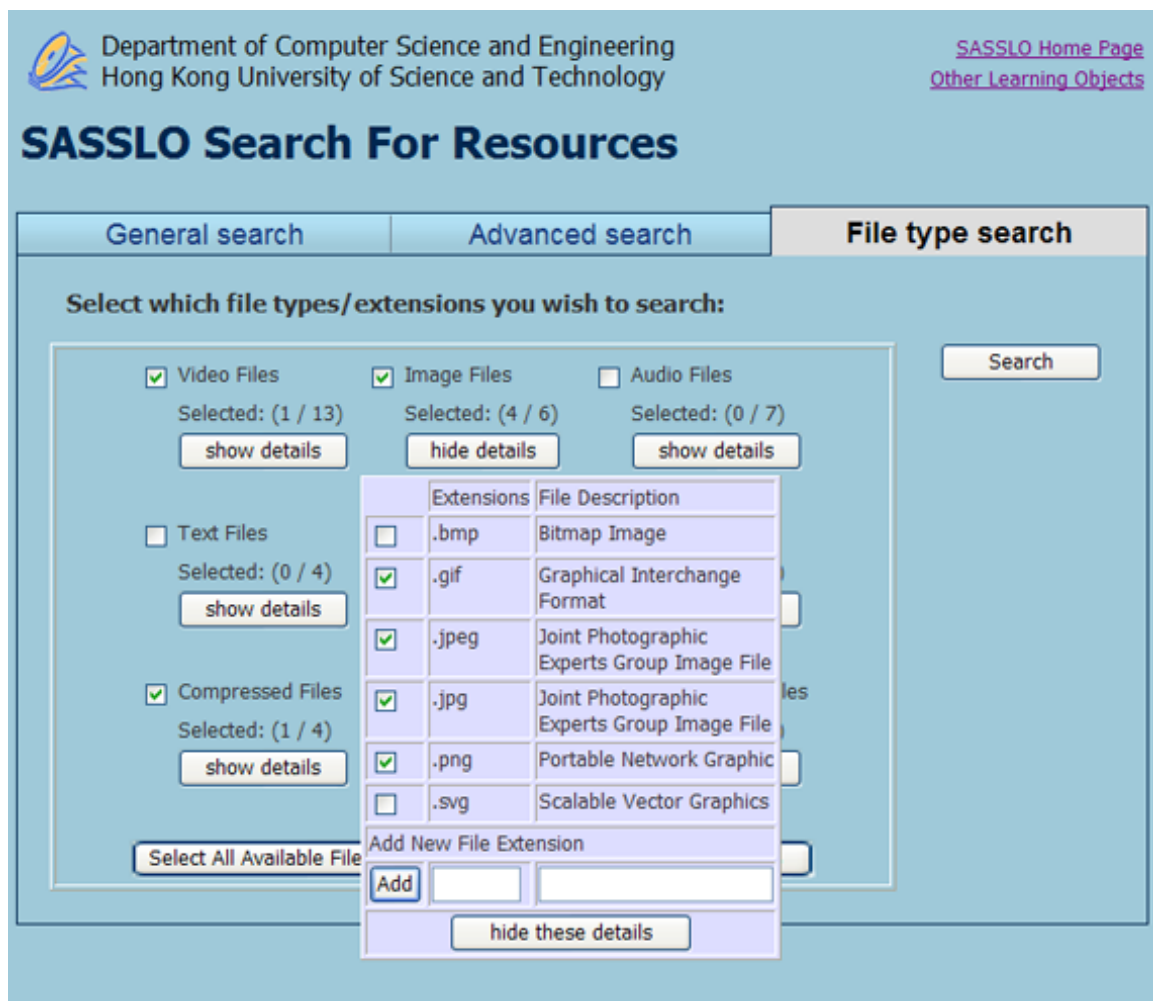 Department of Computer Science and Engineering
Hong Kong University of Science and Technology
SASSLO Home Page
Other Learning Objects
SASSLO Search For Resources
General search
Advanced search
File type search
Select which file types/extensions you wish to search:
Search
Video Files
Selected: (1 / 13)
show details
Image Files
Selected: (4 / 6)
hide details
Audio Files
Selected: (0 / 7)
show details
Text Files
Selected: (0 / 4)
show details
Compressed Files
Selected: (1 / 4)
show details
Select All Available File
Extensions File Description
.bmp Bitmap Image
.gif Graphical Interchange
Format
.jpeg Joint Photographic
Experts Group Image File
.jpg Joint Photographic
Experts Group Image File
.png Portable Network Graphic
.svg Scalable Vector Graphics
Add New File Extension
Add
hide these details